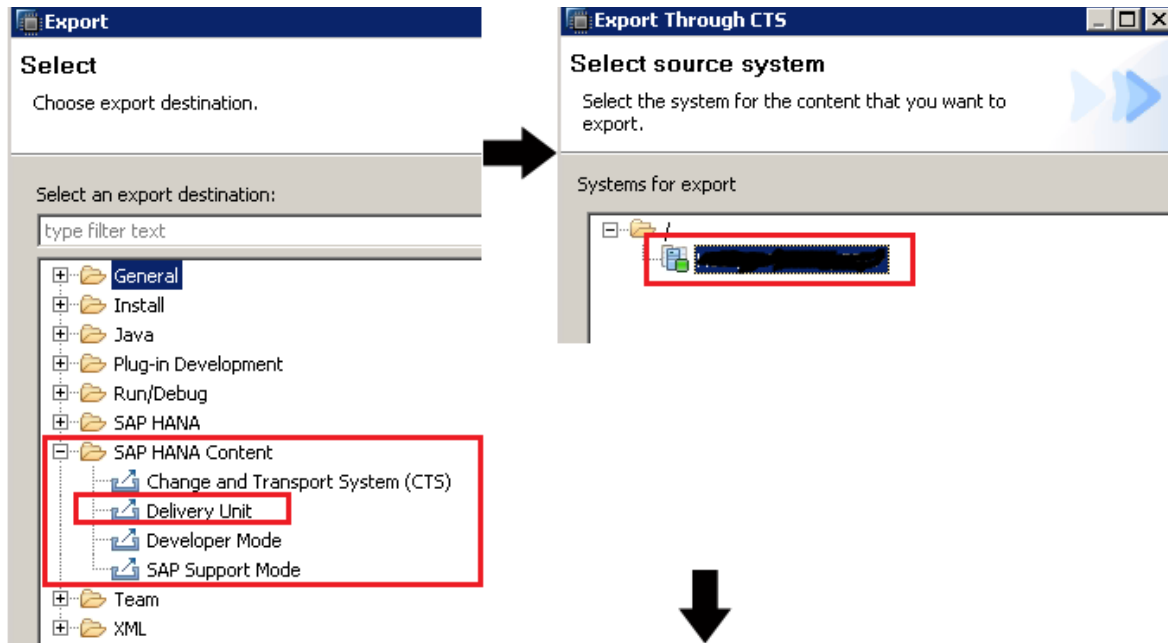 Export
Select
Choose export destination.
Select an export destination:
type filter text
General
Install
Java
Plug-in Development
Run/Debug
SAP HANA
SAP HANA Content
Change and Transport System (CTS)
Delivery Unit
Developer Mode
SAP Support Mode
Team
XML
Export Through CTS
Select source system
Select the system for the content that you want to
export.
Systems for export
/